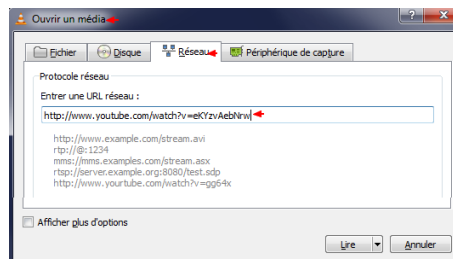 Ouvrir un média
Fichier Disque Réseau Périphérique de capture
Protocole réseau
Entrer une URL réseau :
http://www.youtube.com/watch?v=eKYzvAebNrw
http://www.example.com/stream.avi
rtp://@:1234
mms://mms.examples.com/stream.asx
rtsp://server.example.org:8080/test.sdp
http://www.yourtube.com/watch?v=gg64x
Afficher plus d'options
Lire Annuler